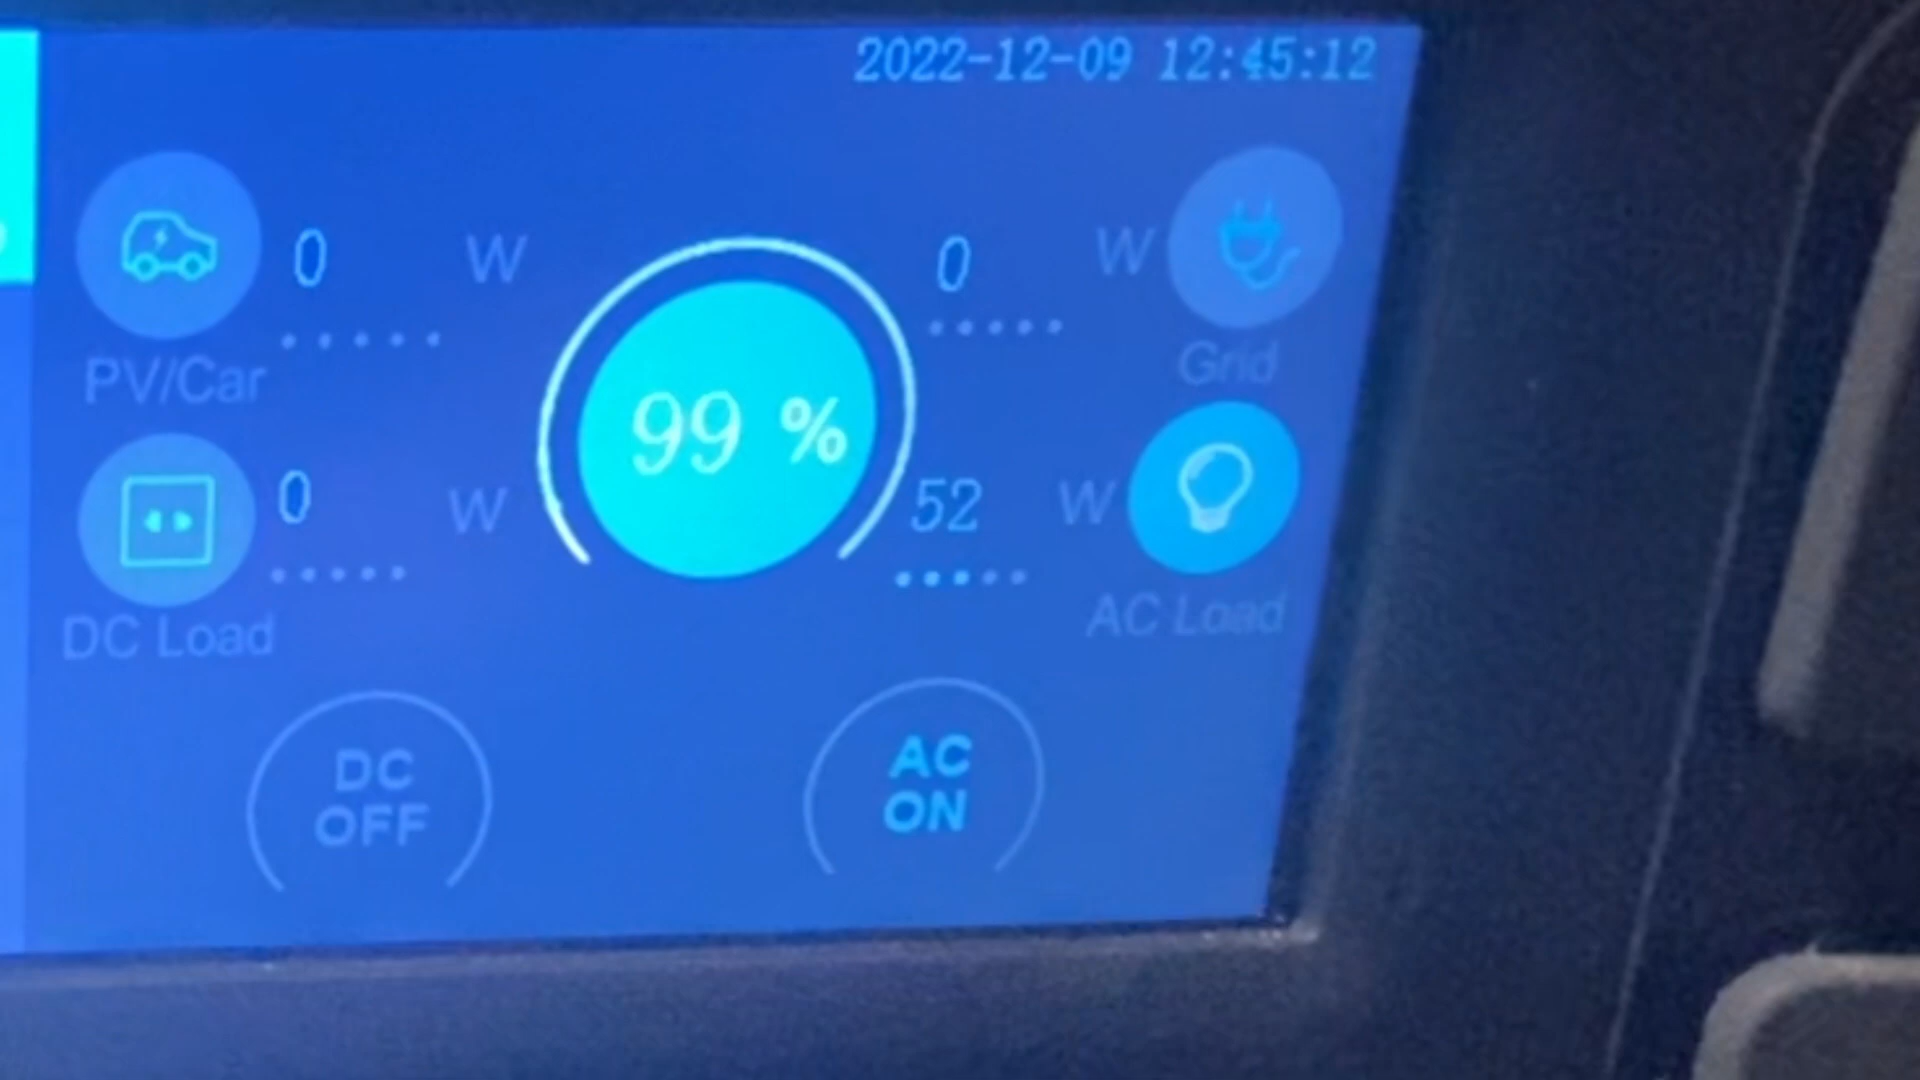 2022-12-09 12:45:12
0 W
0 W
PV/Car
Grid
99 %
0 W
52 W
DC Load
AC Load
DC OFF
AC ON